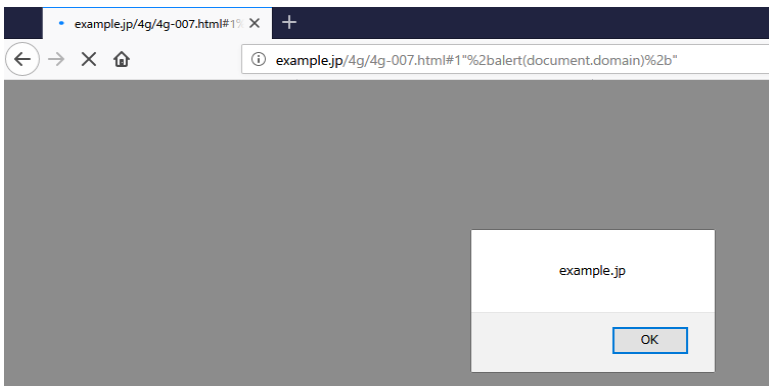 example.jp/4g/4g-007.html#1%
example.jp/4g/4g-007.html#1"%2balert(document.domain)%2b"
example.jp
OK